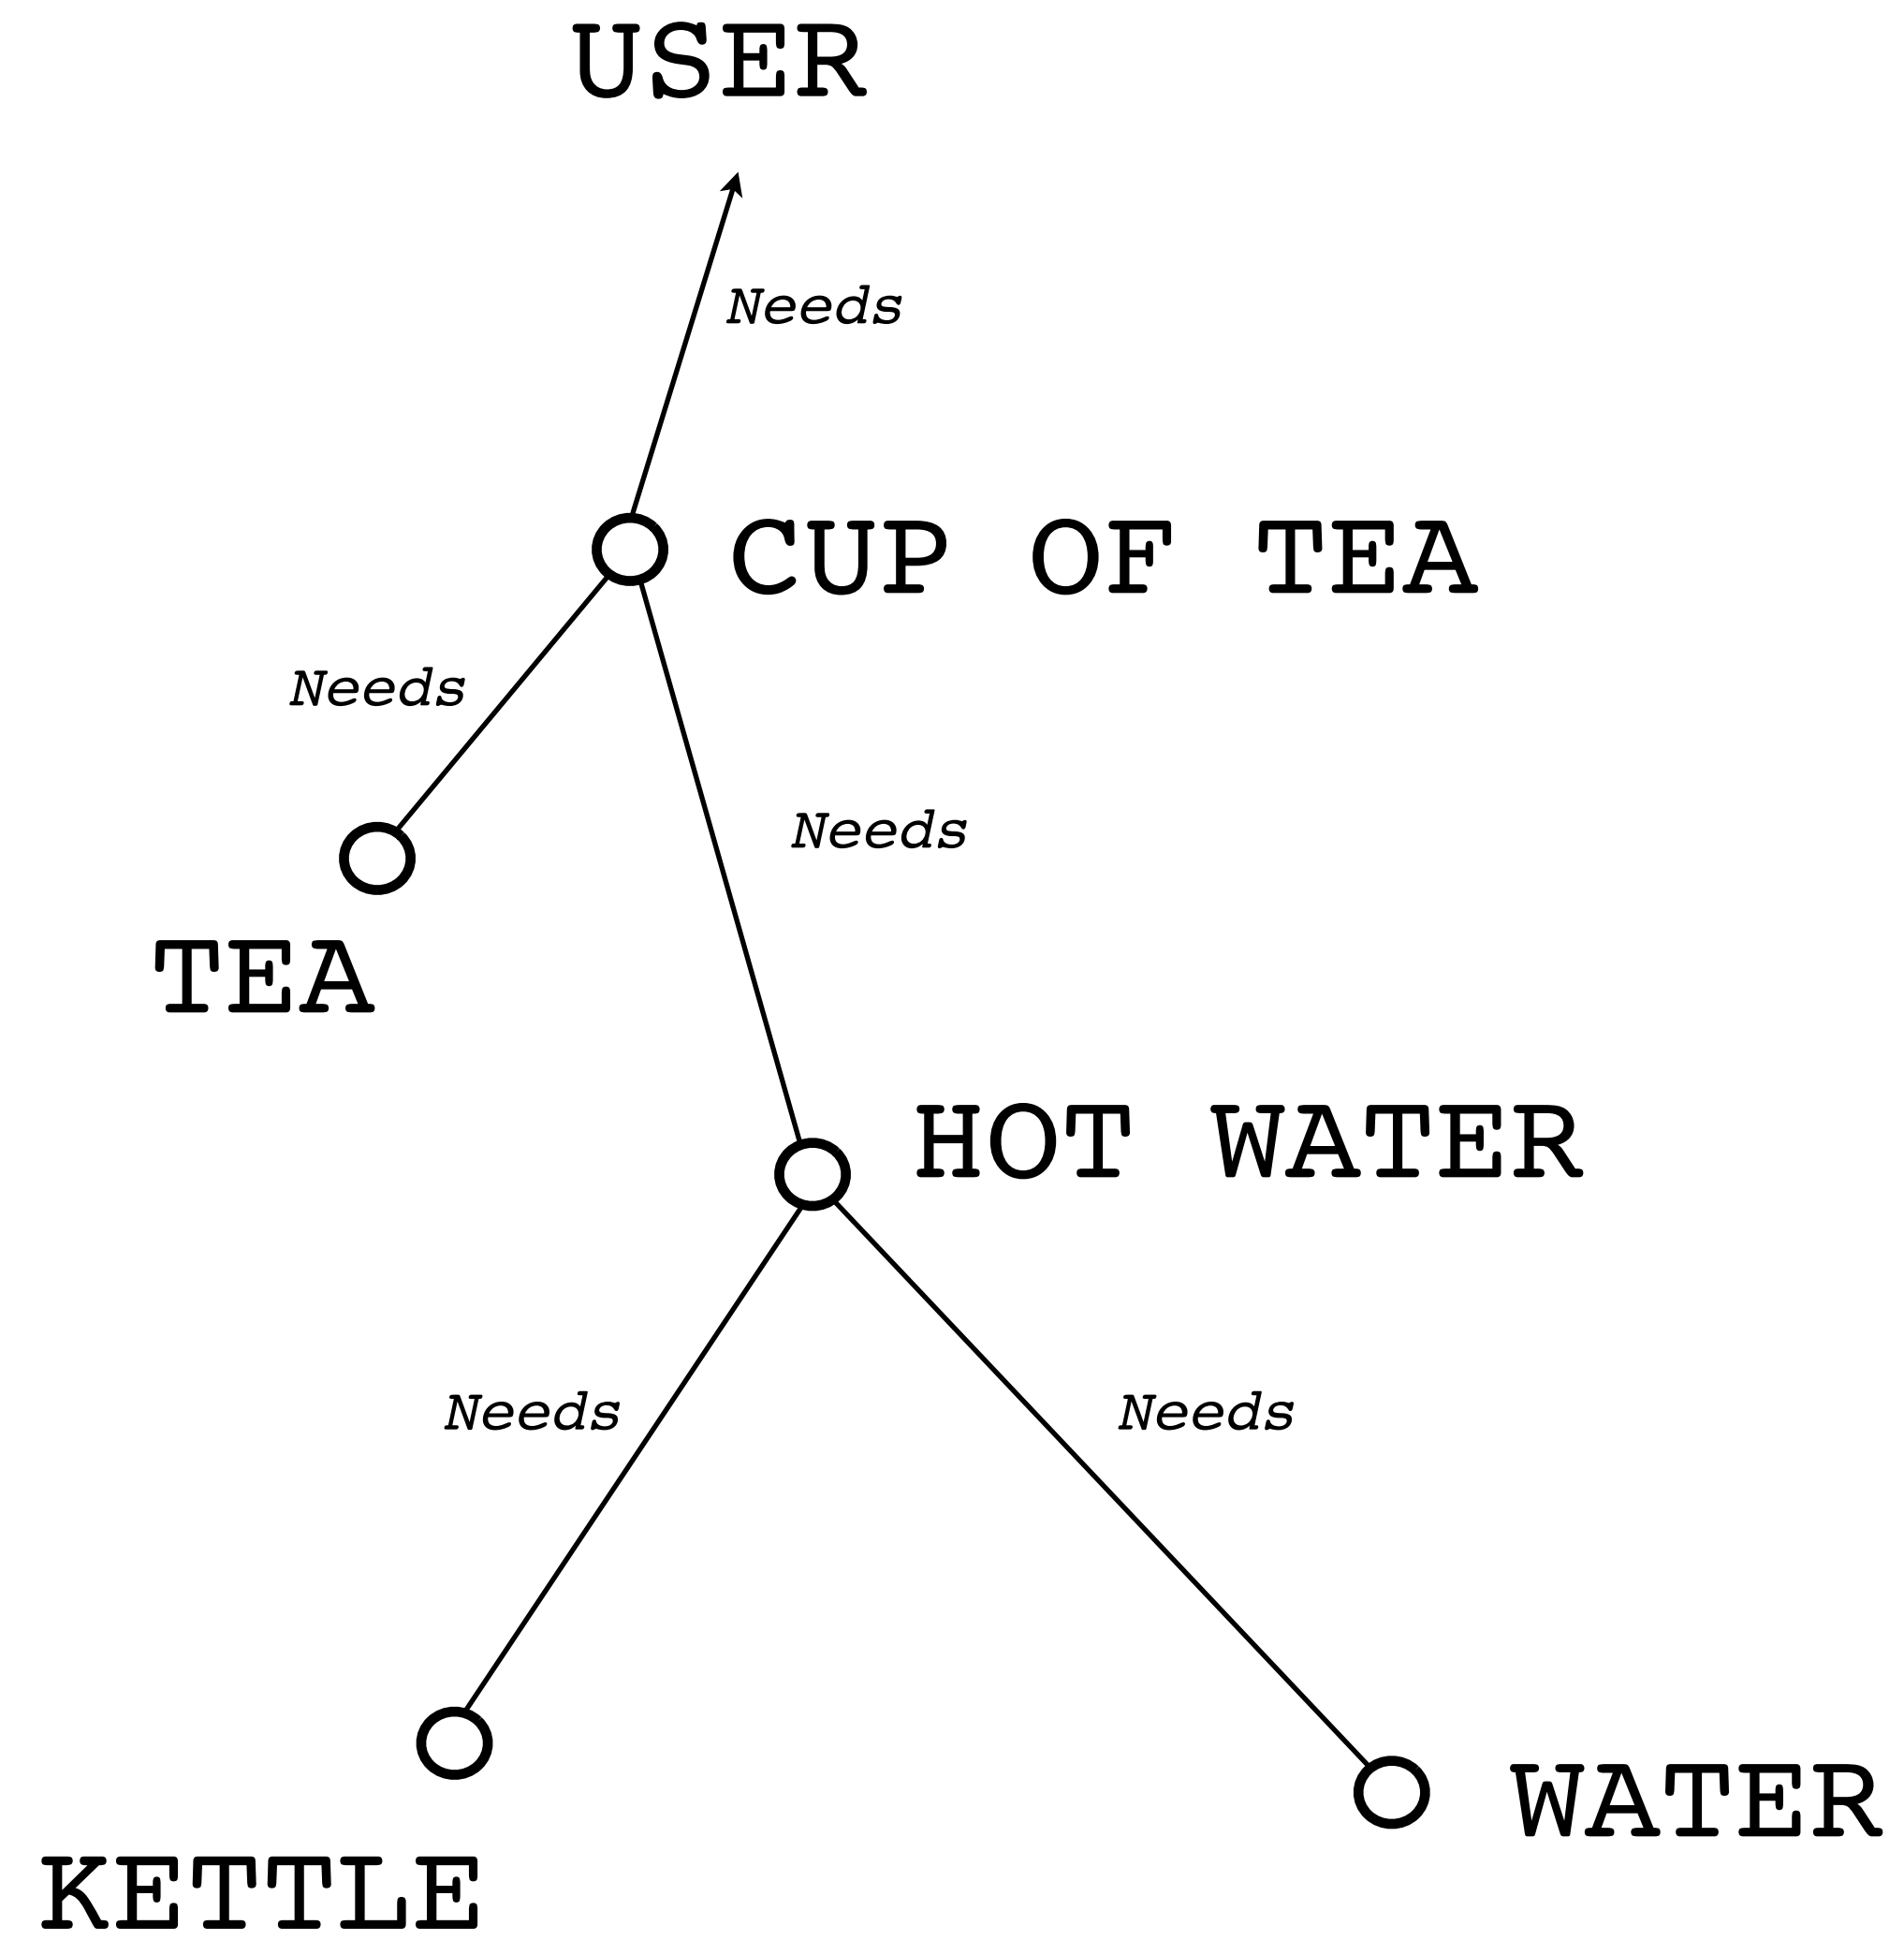 USER
Needs
CUP OF TEA
Needs
Needs
TEA
HOT WATER
Needs
Needs
WATER
KETTLE